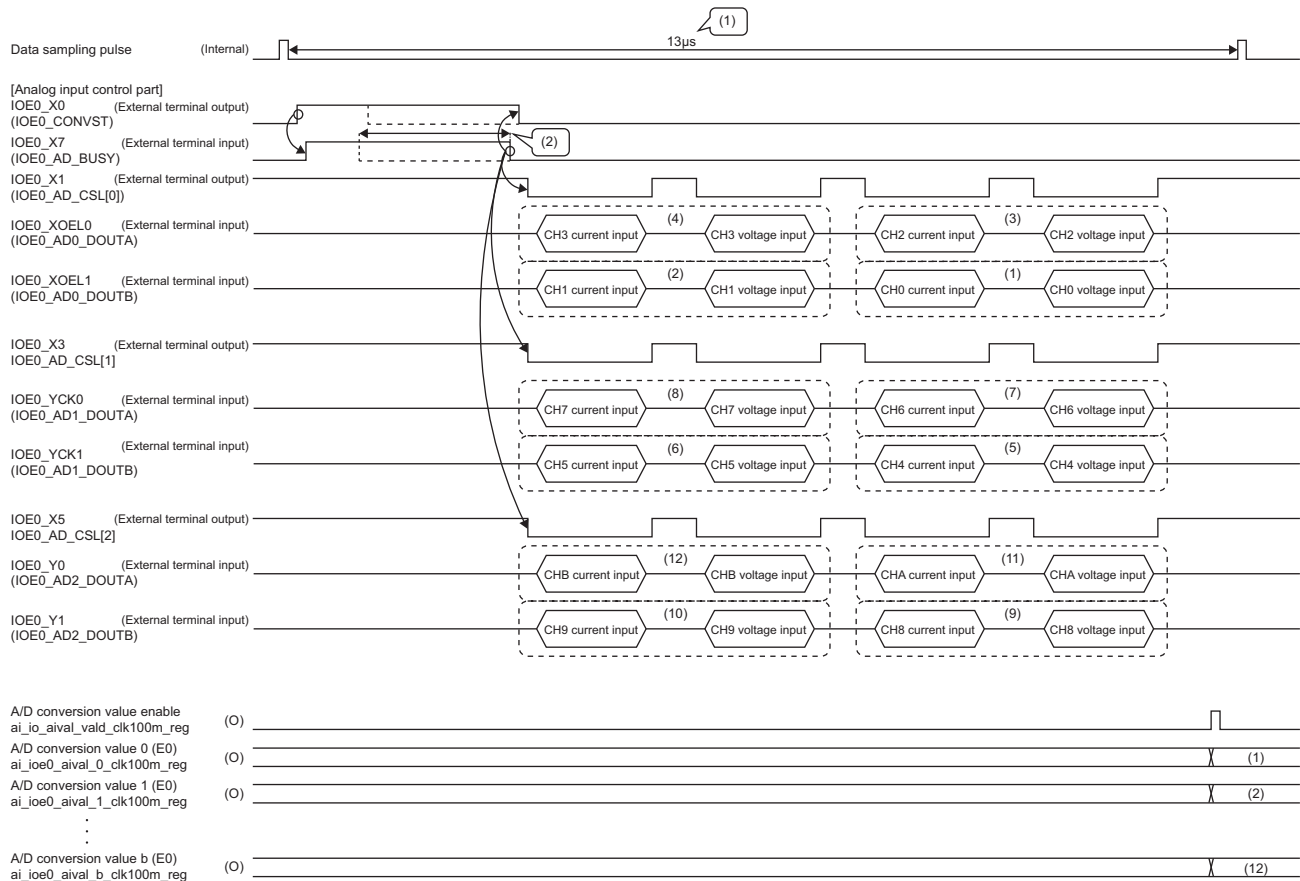 (1)
13µs
Data sampling pulse (Internal)
[Analog input control part]
IOE0_X0 (External terminal output)
(IOE0_CONVST)
IOE0_X7 (External terminal input)
(IOE0_AD_BUSY)
(2)
IOE0_X1 (External terminal output)
(IOE0_AD_CSL[0])
IOE0_XOEL0 (External terminal input)
(IOE0_AD0_DOUTA)
CH3 current input (4) CH3 voltage input CH2 current input (3) CH2 voltage input
IOE0_XOEL1 (External terminal input)
(IOE0_AD0_DOUTB)
CH1 current input (2) CH1 voltage input CH0 current input (1) CH0 voltage input
IOE0_X3 (External terminal output)
IOE0_AD_CSL[1]
IOE0_YCK0 (External terminal input)
(IOE0_AD1_DOUTA)
CH7 current input (8) CH7 voltage input CH6 current input (7) CH6 voltage input
IOE0_YCK1 (External terminal input)
(IOE0_AD1_DOUTB)
CH5 current input (6) CH5 voltage input CH4 current input (5) CH4 voltage input
IOE0_X5 (External terminal output)
IOE0_AD_CSL[2]
IOE0_Y0 (External terminal input)
(IOE0_AD2_DOUTA)
CHB current input (12) CHB voltage input CHA current input (11) CHA voltage input
IOE0_Y1 (External terminal input)
(IOE0_AD2_DOUTB)
CH9 current input (10) CH9 voltage input CH8 current input (9) CH8 voltage input
A/D conversion value enable
ai_io_aival_vald_clk100m_reg (O)
A/D conversion value 0 (E0)
ai_ioe0_aival_0_clk100m_reg (O) (1)
A/D conversion value 1 (E0)
ai_ioe0_aival_1_clk100m_reg (O) (2)
A/D conversion value b (E0)
ai_ioe0_aival_b_clk100m_reg (O) (12)